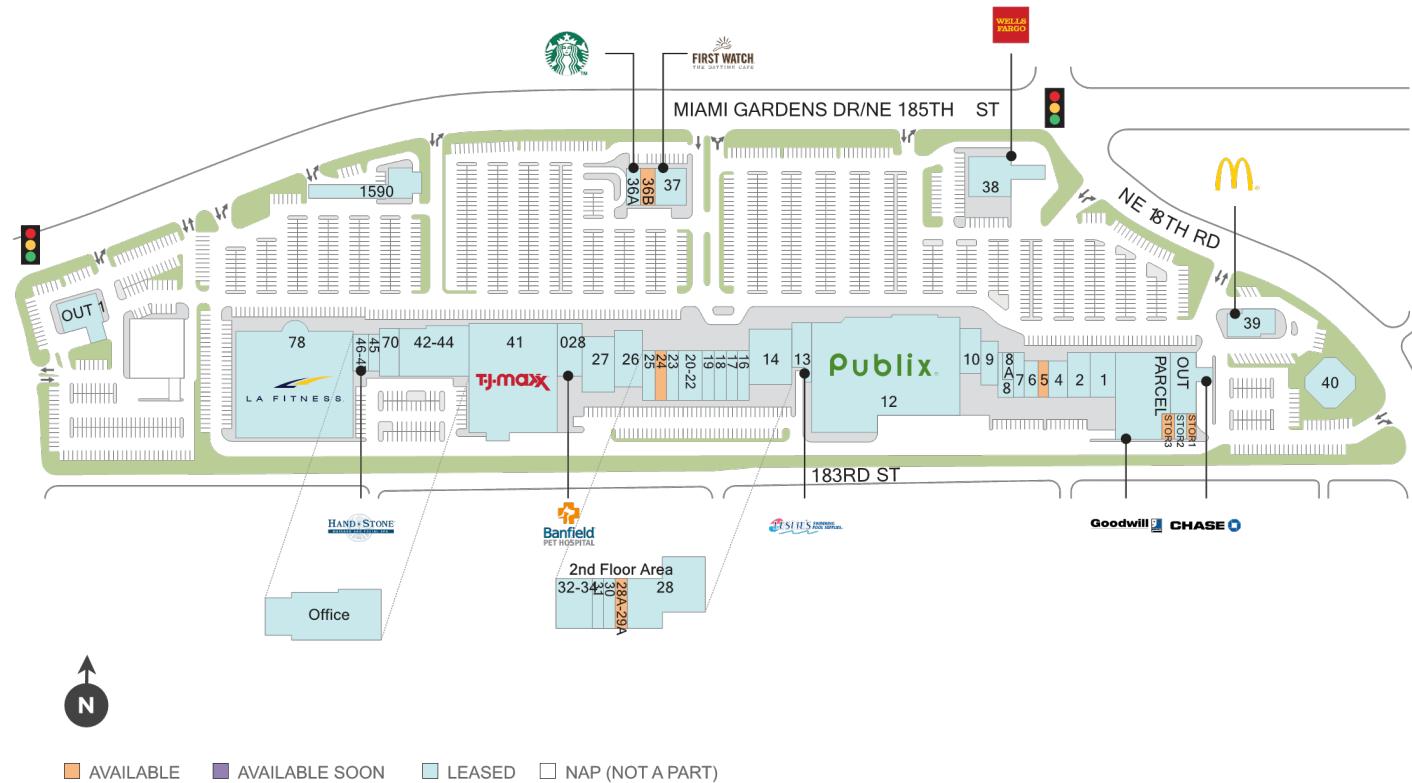 WELLS
FARGO
FIRST WATCH
THE DAYTIME CAFE
MIAMI GARDENS DR/NE 185TH ST
NE 18TH RD
1590
36A
36B
37
38
39
40
OUT 1
78
LA FITNESS
46-4
45
70
42-44
41
T.J.maxx
028
27
26
25
24
23
20-22
19
18
17
16
14
13
Publix
12
10
9
8A
8
7
6
5
4
2
1
OUT
PARCEL
STOR1
STOR2
STOR3
183RD ST
HAND & STONE
Banfield
PET HOSPITAL
LESLIE'S
Goodwill
CHASE
2nd Floor Area
32-34
31
30
28A-29A
28
Office
N
AVAILABLE
AVAILABLE SOON
LEASED
NAP (NOT A PART)